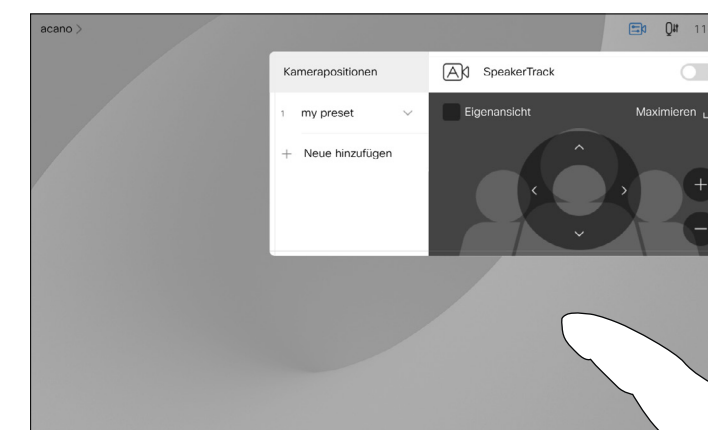 acano >
11
Kamerapositionen
SpeakerTrack
1 my preset
Eigenansicht
Maximieren
+ Neue hinzufügen